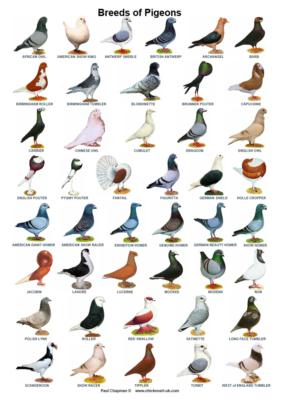 Breeds of Pigeons
AFRICAN OWL AMERICAN SHOW KING ANTWERP SMERLE BRITISH ANTWERP ARCHANGEL BARB
BIRMINGHAM ROLLER BIRMINGHAM TUMBLER BLONDINETTE BRUNNER POUTER CAPUCHINE
CARRIER CHINESE OWL CUMULET DRAGOON ENGLISH OWL
ENGLISH POUTER PYGMY POUTER FANTAIL FIGURITA GERMAN SHIELD HOLLE CROPPER
AMERICAN GIANT HOMER AMERICAN SHOW RACER EXHIBITION HOMER GENUINE HOMER GERMAN BEAUTY HOMER SHOW HOMER
JACOBIN LAHORE LUCERNE MOOKEE MODENA NUN
POLISH LYNX ROLLER RED SWALLOW SATINETTE LONG FACE TUMBLER
SCANDEROON SHOW RACER TIPPLER TURBIT WEST of ENGLAND TUMBLER